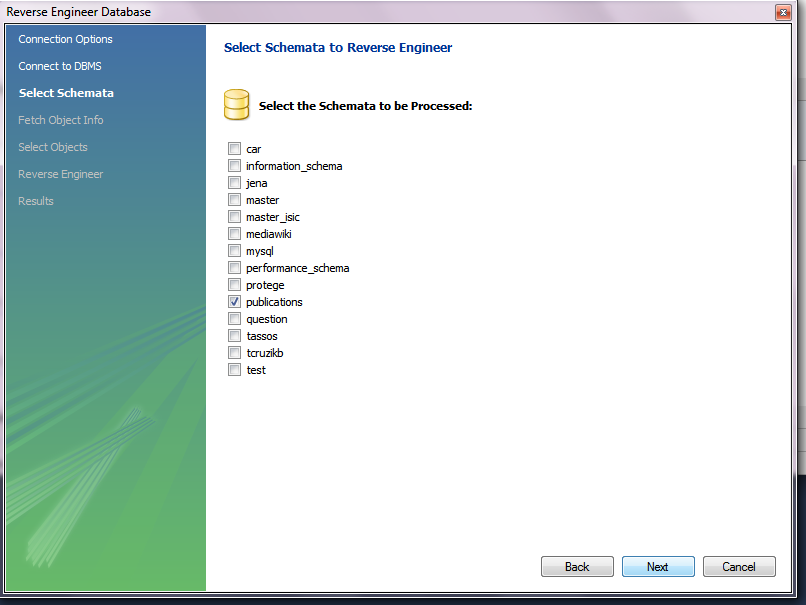 Reverse Engineer Database
Connection Options
Connect to DBMS
Select Schemata
Fetch Object Info
Select Objects
Reverse Engineer
Results
Select Schemata to Reverse Engineer
Select the Schemata to be Processed:
car
information_schema
jena
master
master_isic
mediawiki
mysql
performance_schema
protege
publications
question
tassos
tcruzikb
test
Back Next Cancel